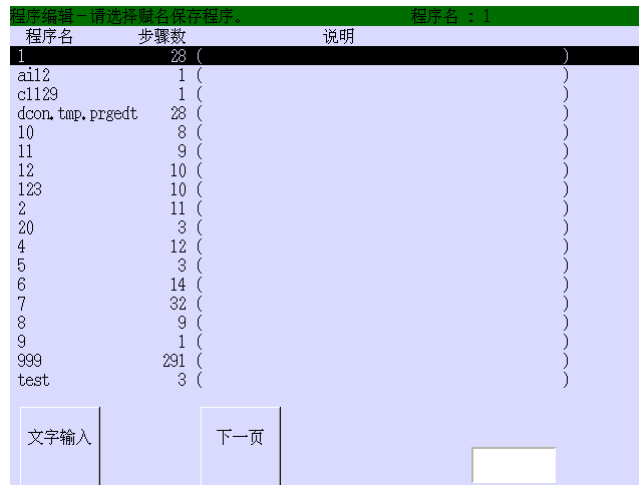 程序编辑－请选择赋名保存程序。 程序名 : 1
程序名 步骤数 说明
1 28 ( )
ai12 1 ( )
c1129 1 ( )
dcon.tmp.prgedt 28 ( )
10 8 ( )
11 9 ( )
12 10 ( )
123 10 ( )
2 11 ( )
20 3 ( )
4 12 ( )
5 3 ( )
6 14 ( )
7 32 ( )
8 9 ( )
9 1 ( )
999 291 ( )
test 3 ( )
文字输入 下一页